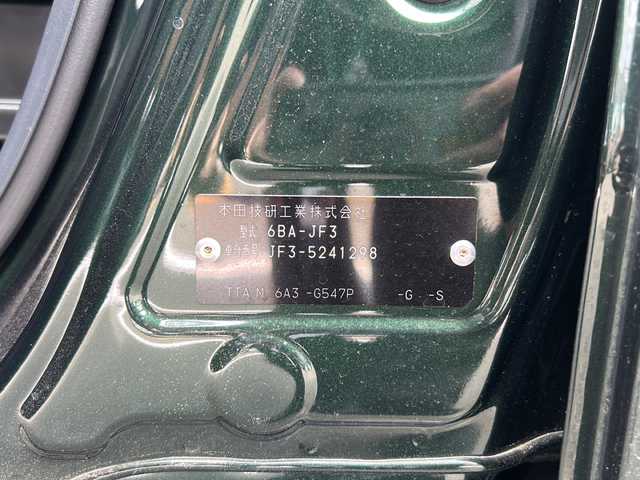 本田技研工業株式会社
型式 6BA-JF3
車台番号 JF3-5241298
TTA N 6A3 -G547P -G -S